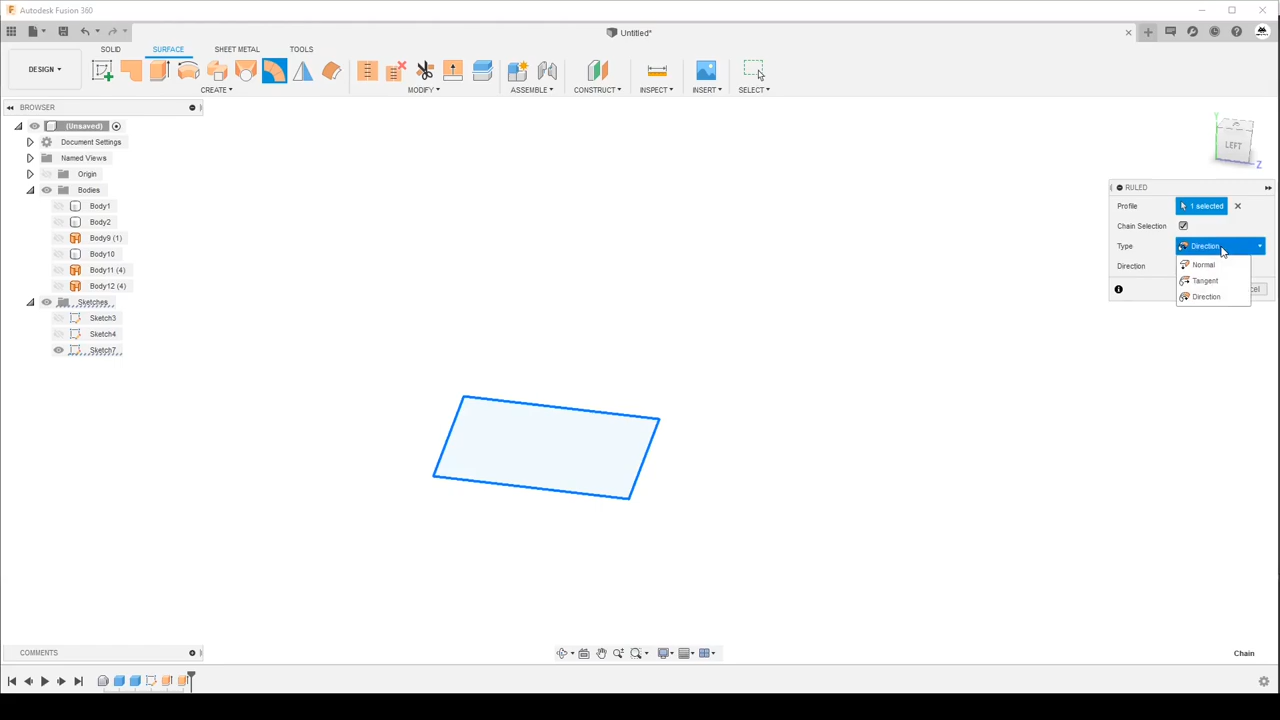 Autodesk Fusion 360
Untitled*
SOLID SURFACE SHEET METAL TOOLS
DESIGN
CREATE MODIFY ASSEMBLE CONSTRUCT INSPECT INSERT SELECT
BROWSER
(Unsaved)
Document Settings
Named Views
Origin
Bodies
Body1
Body2
Body9 (1)
Body10
Body11 (4)
Body12 (4)
Sketches
Sketch3
Sketch4
Sketch7
Y
LEFT
Z
RULED
Profile 1 selected
Chain Selection
Type Direction
Direction
Normal
Tangent
Direction
COMMENTS
Chain